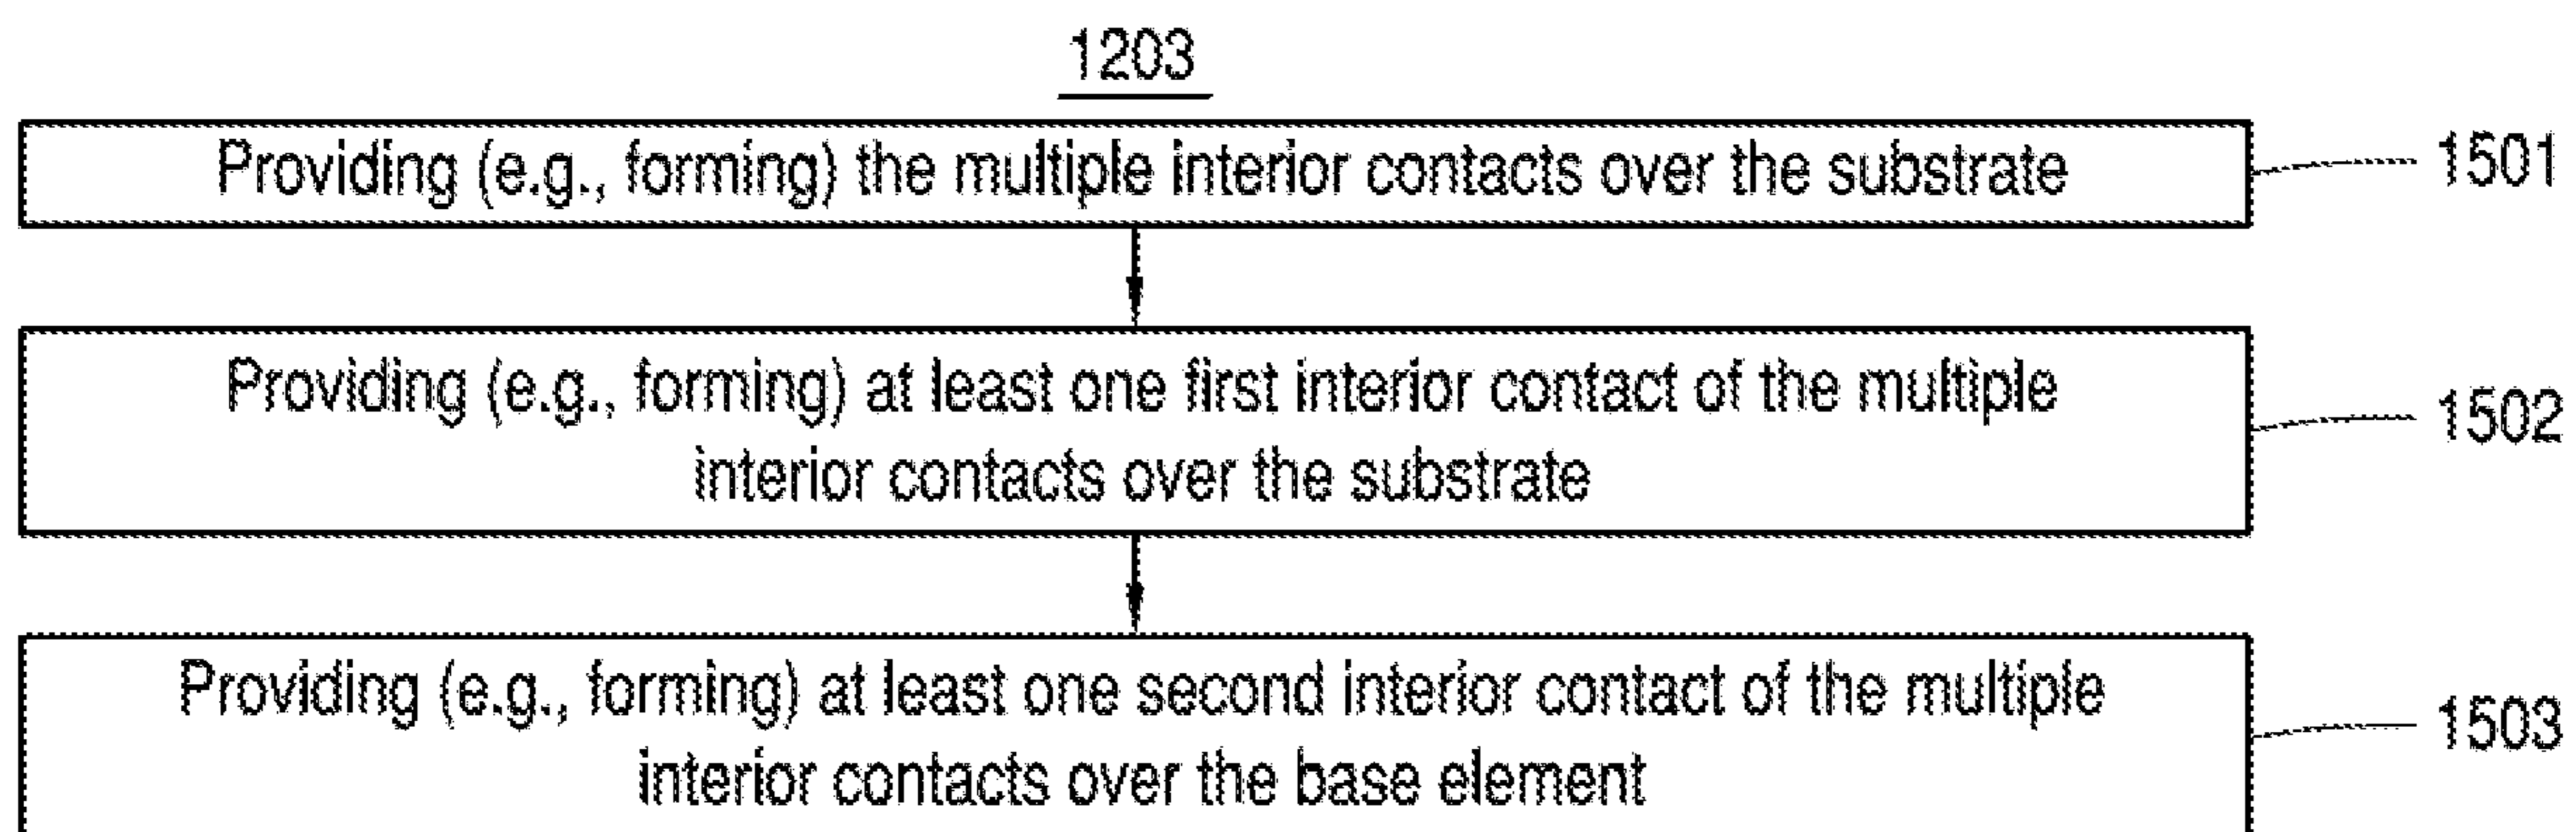 1203
Providing (e.g., forming) the multiple interior contacts over the substrate
1501
Providing (e.g., forming) at least one first interior contact of the multiple
interior contacts over the substrate
1502
Providing (e.g., forming) at least one second interior contact of the multiple
interior contacts over the base element
1503